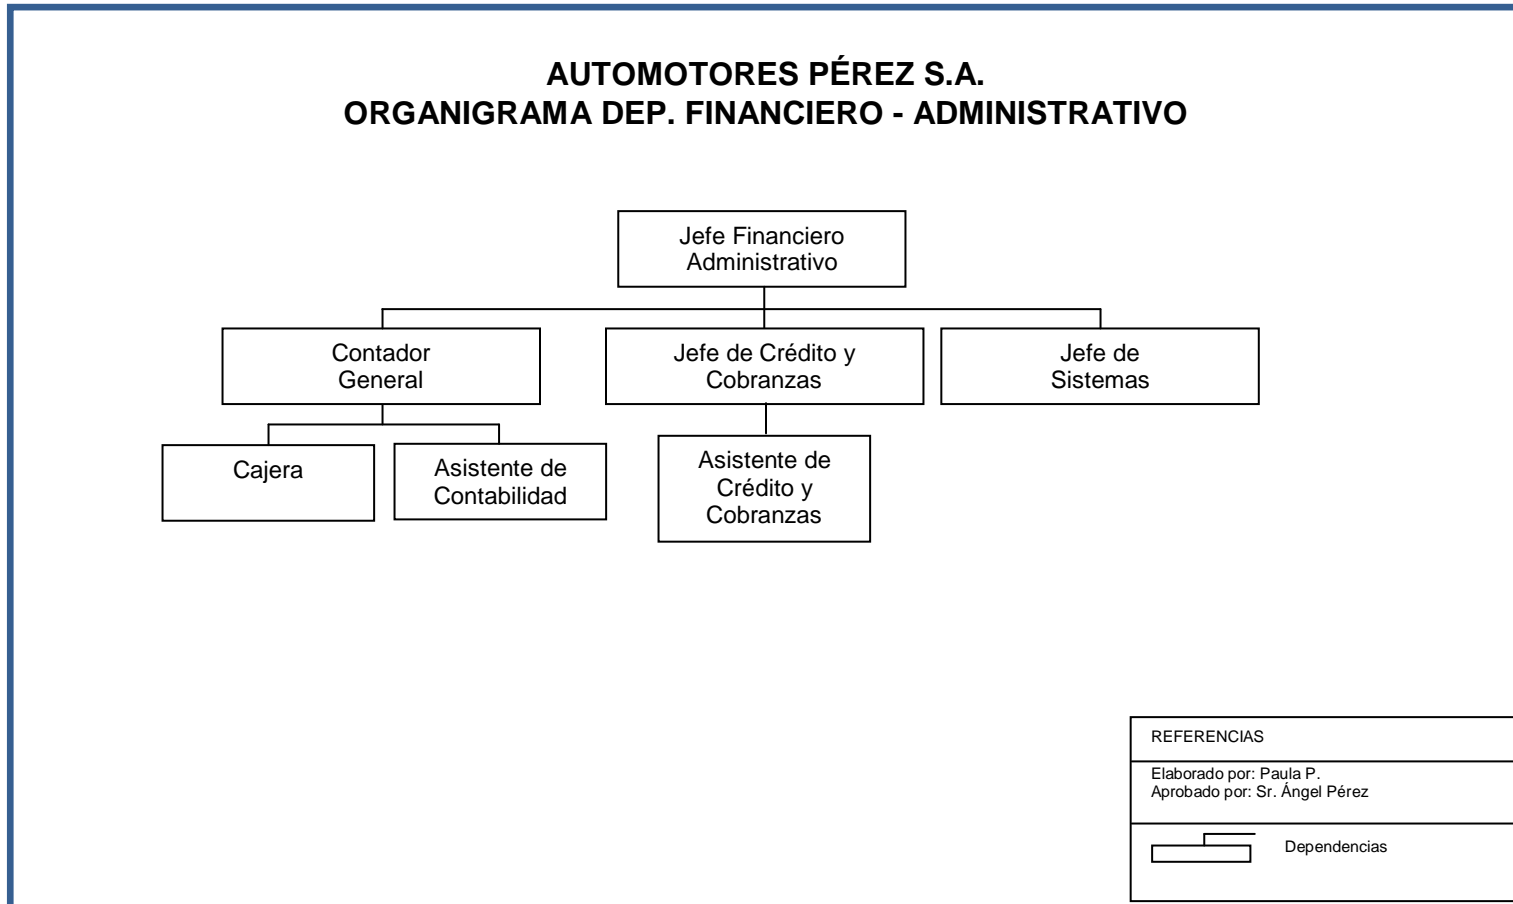 AUTOMOTORES PÉREZ S.A.
ORGANIGRAMA DEP. FINANCIERO - ADMINISTRATIVO
Jefe Financiero
Administrativo
Contador
General
Jefe de Crédito y
Cobranzas
Jefe de
Sistemas
Cajera
Asistente de
Contabilidad
Asistente de
Crédito y
Cobranzas
REFERENCIAS
Elaborado por: Paula P.
Aprobado por: Sr. Ángel Pérez
Dependencias